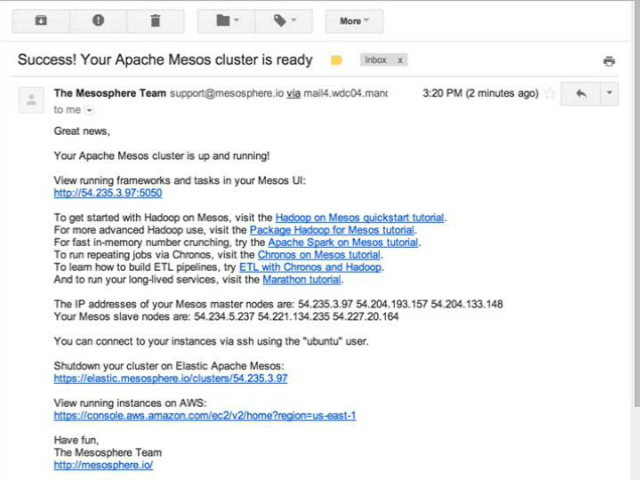 More
Success! Your Apache Mesos cluster is ready Inbox x
The Mesosphere Team support@mesosphere.io via mail4.wdc04.mand 3:20 PM (2 minutes ago)
to me
Great news,
Your Apache Mesos cluster is up and running!
View running frameworks and tasks in your Mesos UI:
http://54.235.3.97:5050
To get started with Hadoop on Mesos, visit the Hadoop on Mesos quickstart tutorial.
For more advanced Hadoop use, visit the Package Hadoop for Mesos tutorial.
For fast in-memory number crunching, try the Apache Spark on Mesos tutorial.
To run repeating jobs via Chronos, visit the Chronos on Mesos tutorial.
To learn how to build ETL pipelines, try ETL with Chronos and Hadoop.
And to run your long-lived services, visit the Marathon tutorial.
The IP addresses of your Mesos master nodes are: 54.235.3.97 54.204.193.157 54.204.133.148
Your Mesos slave nodes are: 54.234.5.237 54.221.134.235 54.227.20.164
You can connect to your instances via ssh using the "ubuntu" user.
Shutdown your cluster on Elastic Apache Mesos:
https://elastic.mesosphere.io/clusters/54.235.3.97
View running instances on AWS:
https://console.aws.amazon.com/ec2/v2/home?region=us-east-1
Have fun,
The Mesosphere Team
http://mesosphere.io/